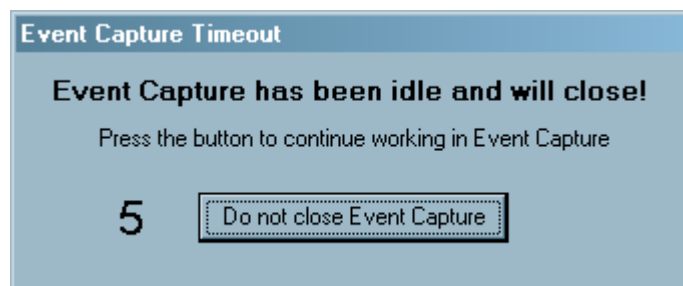 Event Capture Timeout
Event Capture has been idle and will close!
Press the button to continue working in Event Capture
5 Do not close Event Capture